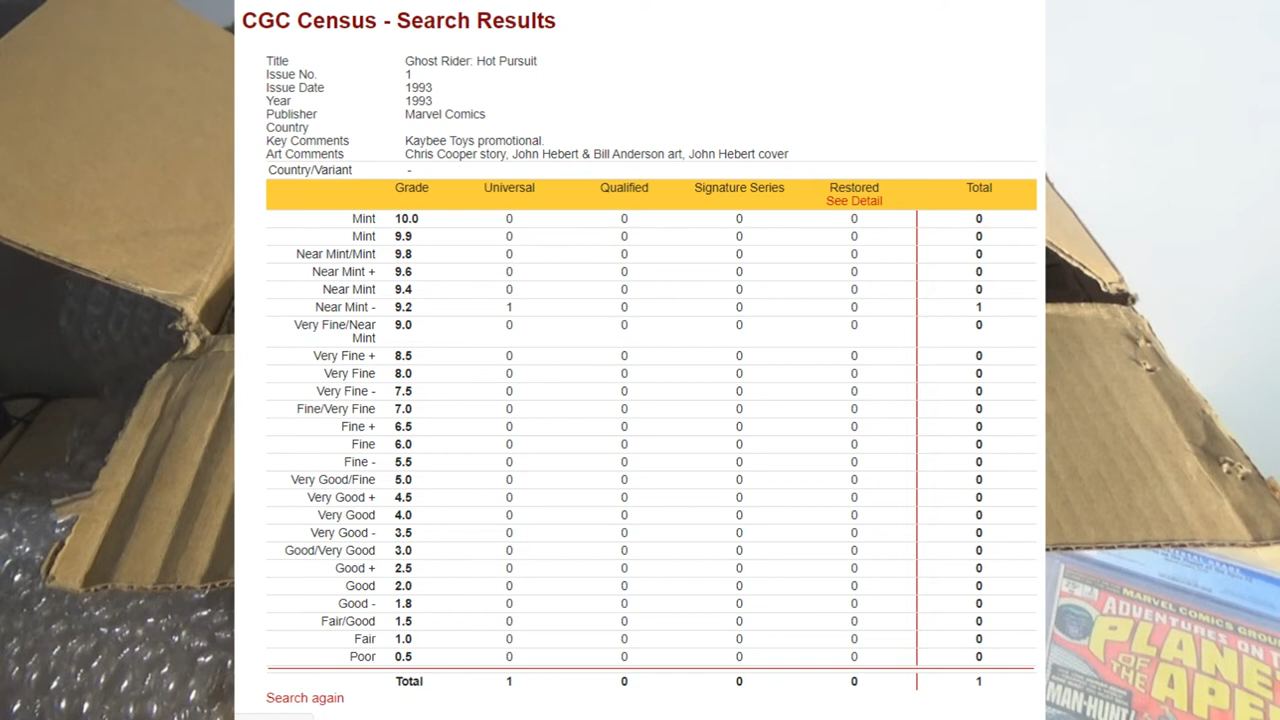 CGC Census - Search Results
Title Ghost Rider: Hot Pursuit
Issue No. 1
Issue Date 1993
Year 1993
Publisher Marvel Comics
Country
Key Comments Kaybee Toys promotional.
Art Comments Chris Cooper story, John Hebert & Bill Anderson art, John Hebert cover
Country/Variant -
Grade Universal Qualified Signature Series Restored Total
See Detail
Mint 10.0 0 0 0 0 0
Mint 9.9 0 0 0 0 0
Near Mint/Mint 9.8 0 0 0 0 0
Near Mint + 9.6 0 0 0 0 0
Near Mint 9.4 0 0 0 0 0
Near Mint - 9.2 1 0 0 0 1
Very Fine/Near 9.0 0 0 0 0 0
Mint
Very Fine + 8.5 0 0 0 0 0
Very Fine 8.0 0 0 0 0 0
Very Fine - 7.5 0 0 0 0 0
Fine/Very Fine 7.0 0 0 0 0 0
Fine + 6.5 0 0 0 0 0
Fine 6.0 0 0 0 0 0
Fine - 5.5 0 0 0 0 0
Very Good/Fine 5.0 0 0 0 0 0
Very Good + 4.5 0 0 0 0 0
Very Good 4.0 0 0 0 0 0
Very Good - 3.5 0 0 0 0 0
Good/Very Good 3.0 0 0 0 0 0
Good + 2.5 0 0 0 0 0
Good 2.0 0 0 0 0 0
Good - 1.8 0 0 0 0 0
Fair/Good 1.5 0 0 0 0 0
Fair 1.0 0 0 0 0 0
Poor 0.5 0 0 0 0 0
Total 1 0 0 0 1
Search again
MARVEL COMICS GROUP
ADVENTURES ON THE
PLANE
OF THE
APE
MAN-HUNT!